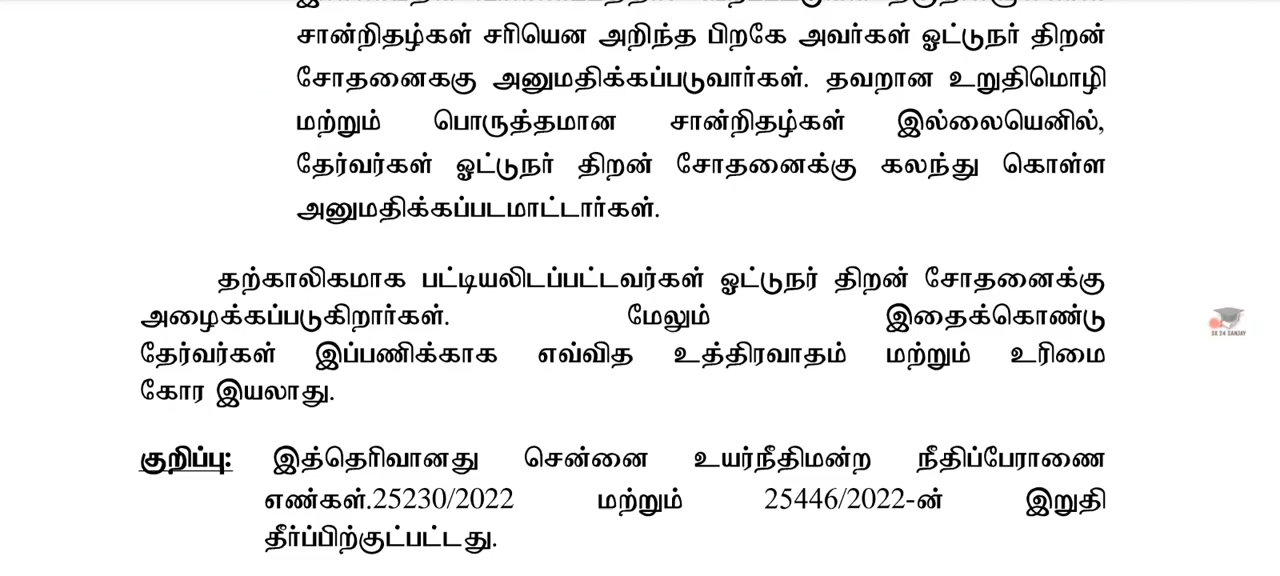 சான்றிதழ்கள் சரியென அறிந்த பிறகே அவர்கள் ஓட்டுநர் திறன்
சோதனைககு அனுமதிக்கப்படுவார்கள். தவறான உறுதிமொழி
மற்றும் பொருத்தமான சான்றிதழ்கள் இல்லையெனில்,
தேர்வர்கள் ஓட்டுநர் திறன் சோதனைக்கு கலந்து கொள்ள
அனுமதிக்கப்படமாட்டார்கள்.
தற்காலிகமாக பட்டியலிடப்பட்டவர்கள் ஓட்டுநர் திறன் சோதனைக்கு
அழைக்கப்படுகிறார்கள். மேலும் இதைக்கொண்டு
தேர்வர்கள் இப்பணிக்காக எவ்வித உத்திரவாதம் மற்றும் உரிமை
கோர இயலாது.
குறிப்பு: இத்தெரிவானது சென்னை உயர்நீதிமன்ற நீதிப்பேராணை
எண்கள்.25230/2022 மற்றும் 25446/2022-ன் இறுதி
தீர்ப்பிற்குட்பட்டது.
SK 24 SANJAY